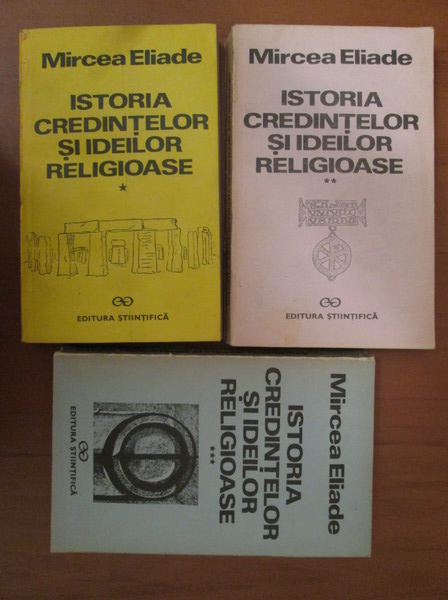 Mircea Eliade
ISTORIA
CREDINȚELOR
ȘI IDEILOR
RELIGIOASE
*
EDITURA ȘTIINȚIFICĂ
Mircea Eliade
ISTORIA
CREDINȚELOR
ȘI IDEILOR
RELIGIOASE
**
EDITURA ȘTIINȚIFICĂ
Mircea Eliade
ISTORIA
CREDINȚELOR
ȘI IDEILOR
RELIGIOASE
***
EDITURA ȘTIINȚIFICĂ